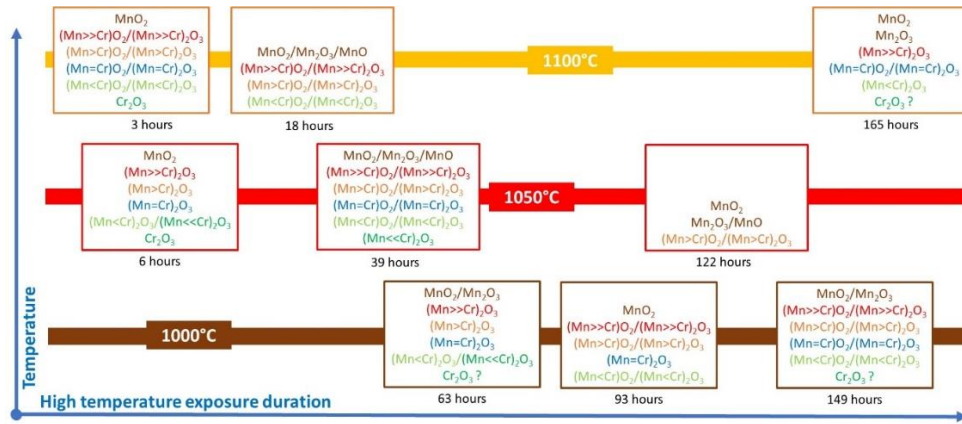 MnO₂
(Mn>>Cr)O₂/(Mn>>Cr)₂O₃
(Mn>Cr)O₂/(Mn>Cr)₂O₃
(Mn=Cr)O₂/(Mn=Cr)₂O₃
(Mn<Cr)O₂/(Mn<Cr)₂O₃
Cr₂O₃
3 hours
MnO₂/Mn₂O₃/MnO
(Mn>>Cr)O₂/(Mn>>Cr)₂O₃
(Mn>Cr)O₂/(Mn>Cr)₂O₃
(Mn<Cr)O₂/(Mn<Cr)₂O₃
18 hours
1100°C
MnO₂
Mn₂O₃
(Mn>>Cr)₂O₃
(Mn=Cr)O₂/(Mn=Cr)₂O₃
(Mn<Cr)₂O₃
Cr₂O₃ ?
165 hours
MnO₂
(Mn>>Cr)₂O₃
(Mn>Cr)₂O₃
(Mn=Cr)₂O₃
(Mn<Cr)₂O₃/(Mn<<Cr)₂O₃
Cr₂O₃
6 hours
MnO₂/Mn₂O₃/MnO
(Mn>>Cr)O₂/(Mn>>Cr)₂O₃
(Mn>Cr)O₂/(Mn>Cr)₂O₃
(Mn=Cr)O₂/(Mn=Cr)₂O₃
(Mn<Cr)O₂/(Mn<Cr)₂O₃
(Mn<<Cr)₂O₃
39 hours
1050°C
MnO₂
Mn₂O₃/MnO
(Mn>Cr)O₂/(Mn>Cr)₂O₃
122 hours
1000°C
MnO₂/Mn₂O₃
(Mn>>Cr)₂O₃
(Mn>Cr)₂O₃
(Mn=Cr)₂O₃
(Mn<Cr)₂O₃/(Mn<<Cr)₂O₃
Cr₂O₃ ?
63 hours
MnO₂
(Mn>>Cr)O₂/(Mn>>Cr)₂O₃
(Mn>Cr)O₂/(Mn>Cr)₂O₃
(Mn=Cr)₂O₃
(Mn<Cr)O₂/(Mn<Cr)₂O₃
93 hours
MnO₂/Mn₂O₃
(Mn>>Cr)O₂/(Mn>>Cr)₂O₃
(Mn>Cr)O₂/(Mn>Cr)₂O₃
(Mn=Cr)O₂/(Mn=Cr)₂O₃
(Mn<Cr)O₂/(Mn<Cr)₂O₃
Cr₂O₃ ?
149 hours
Temperature
High temperature exposure duration